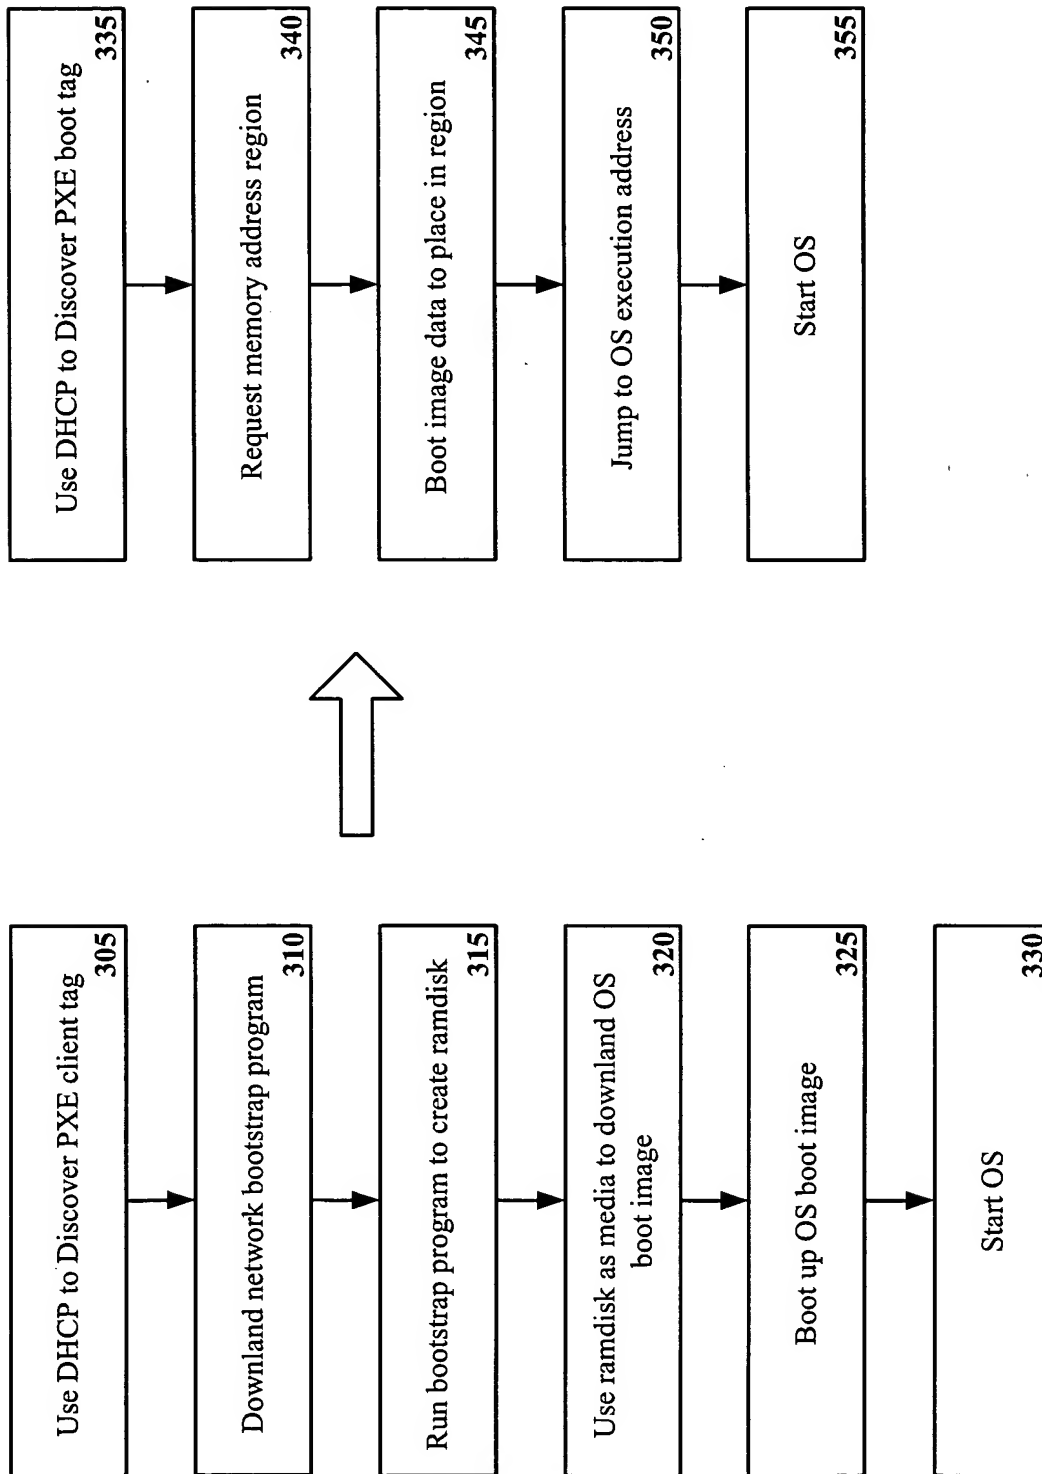 Use DHCP to Discover PXE client tag
305
Downland network bootstrap program
310
Run bootstrap program to create ramdisk
315
Use ramdisk as media to downland OS
boot image
320
Boot up OS boot image
325
Start OS
330
Use DHCP to Discover PXE boot tag
335
Request memory address region
340
Boot image data to place in region
345
Jump to OS execution address
350
Start OS
355